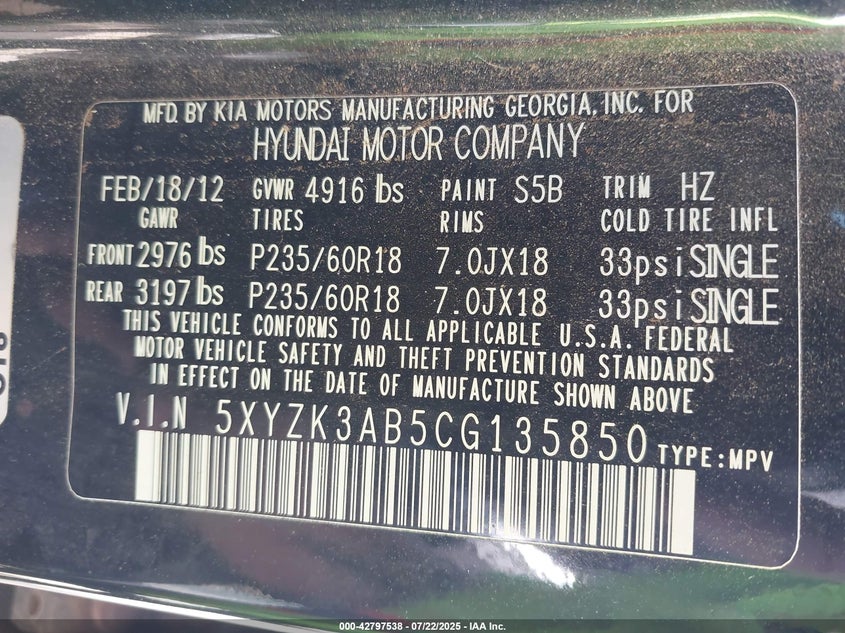 MFD. BY KIA MOTORS MANUFACTURING GEORGIA, INC. FOR
HYUNDAI MOTOR COMPANY
FEB/18/12 GVWR 4916 lbs PAINT S5B TRIM HZ
GAWR TIRES RIMS COLD TIRE INFL
FRONT 2976 lbs P235/60R18 7.0JX18 33psi SINGLE
REAR 3197 lbs P235/60R18 7.0JX18 33psi SINGLE
THIS VEHICLE CONFORMS TO ALL APPLICABLE U.S.A. FEDERAL
MOTOR VEHICLE SAFETY AND THEFT PREVENTION STANDARDS
IN EFFECT ON THE DATE OF MANUFACTURE SHOWN ABOVE
V.I.N 5XYZK3AB5CG135850 TYPE:MPV
000-42797538 - 07/22/2025 - IAA Inc.